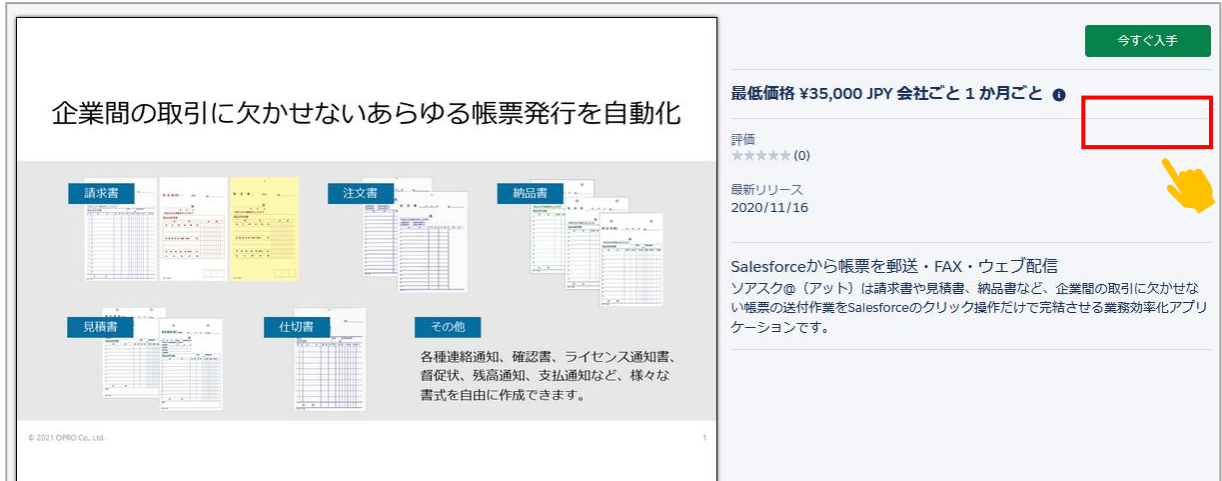 今すぐ入手
企業間の取引に欠かせないあらゆる帳票発行を自動化
請求書
注文書
納品書
見積書
仕切書
その他
各種連絡通知、確認書、ライセンス通知書、
督促状、残高通知、支払通知など、様々な
書式を自由に作成できます。
© 2021 OPRO Co., Ltd.
1
最低価格 ¥35,000 JPY 会社ごと 1 か月ごと
評価
★★★★★ (0)
最新リリース
2020/11/16
Salesforceから帳票を郵送・FAX・ウェブ配信
ソアスク@（アット）は請求書や見積書、納品書など、企業間の取引に欠かせな
い帳票の送付作業をSalesforceのクリック操作だけで完結させる業務効率化アプリ
ケーションです。